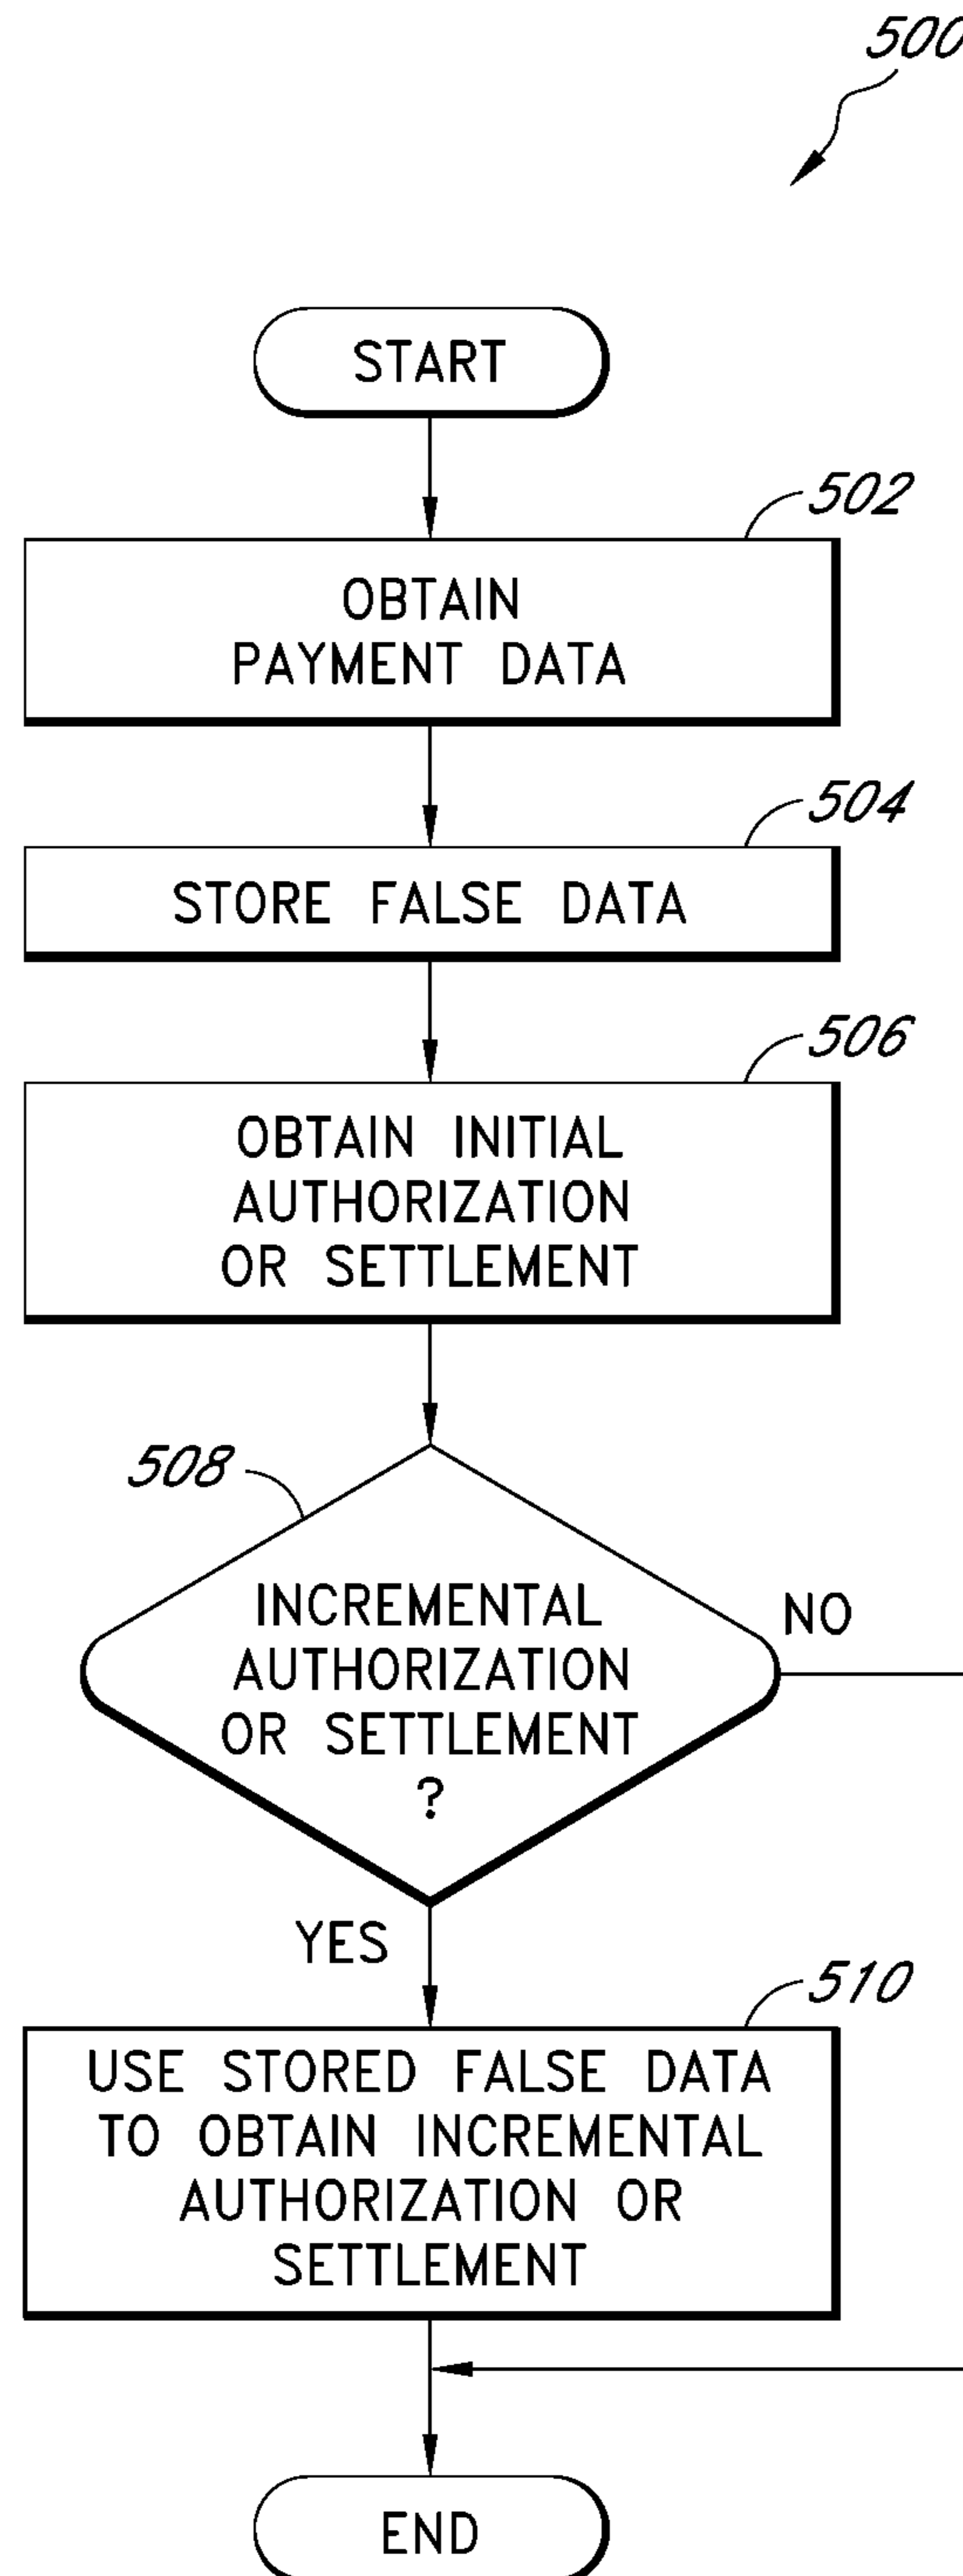 500
START
502
OBTAIN
PAYMENT DATA
504
STORE FALSE DATA
506
OBTAIN INITIAL
AUTHORIZATION
OR SETTLEMENT
508
INCREMENTAL
AUTHORIZATION
OR SETTLEMENT
?
NO
YES
510
USE STORED FALSE DATA
TO OBTAIN INCREMENTAL
AUTHORIZATION OR
SETTLEMENT
END